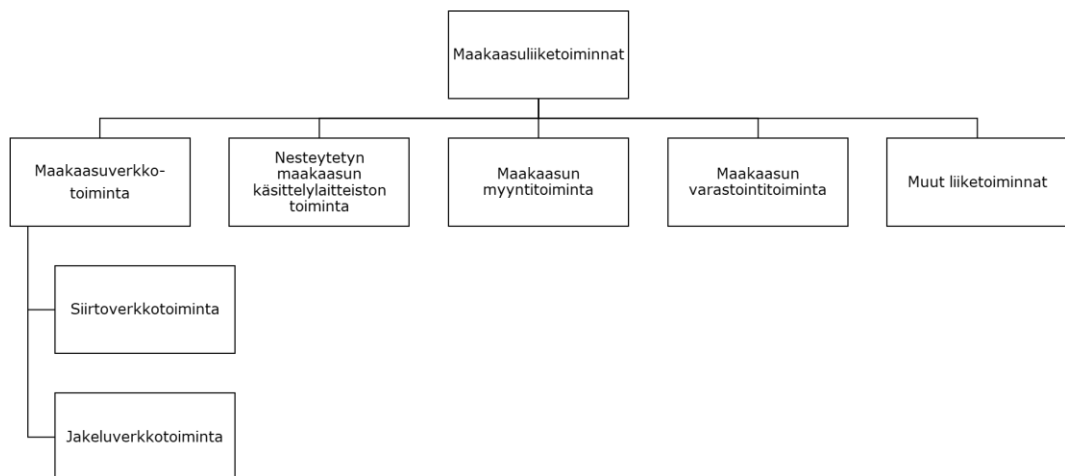 Maakaasuliiketoiminnat
Maakaasuverkko-
toiminta
Nesteytetyn
maakaasun
käsittelylaitteiston
toiminta
Maakaasun
myyntitoiminta
Maakaasun
varastointitoiminta
Muut liiketoiminnat
Siirtoverkkotoiminta
Jakeluverkkotoiminta